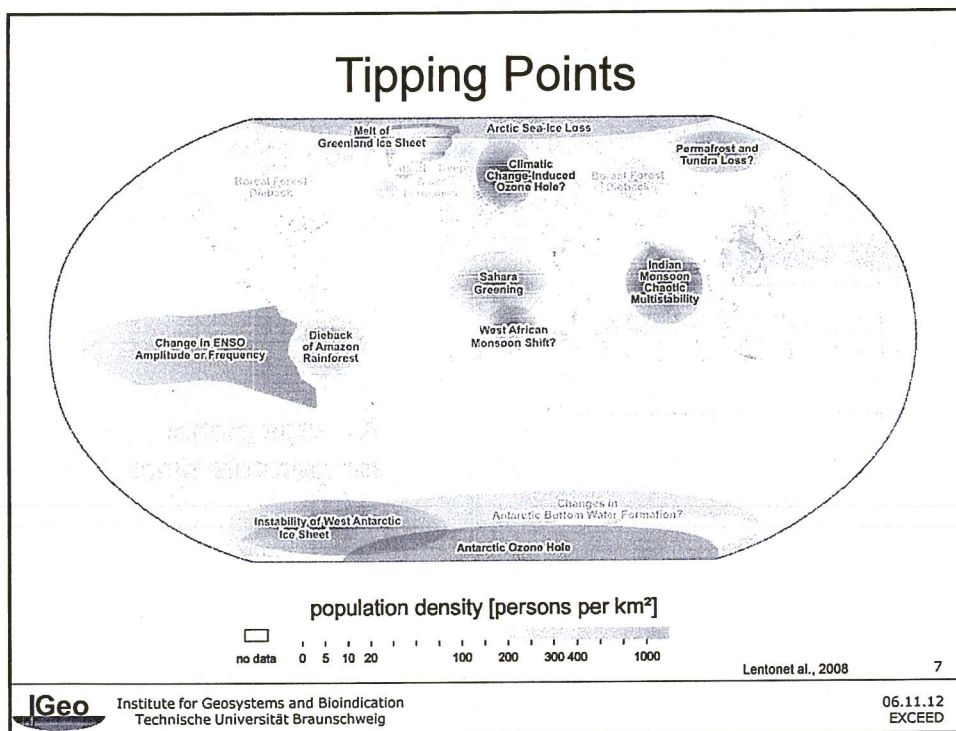 Tipping Points
Melt of
Greenland Ice Sheet
Arctic Sea-Ice Loss
Permafrost and
Tundra Loss?
Climatic
Change-Induced
Ozone Hole?
Boreal Forest
Dieback
Boreal Forest
Dieback
Sahara
Greening
Indian
Monsoon
Chaotic
Multistability
West African
Monsoon Shift?
Change in ENSO
Amplitude or Frequency
Dieback
of Amazon
Rainforest
Changes in
Antarctic Bottom Water Formation?
Instability of West Antarctic
Ice Sheet
Antarctic Ozone Hole
population density [persons per km²]
no data 0 5 10 20 100 200 300 400 1000
Lentonet al., 2008 7
IGeo
Institute for Geosystems and Bioindication
Technische Universität Braunschweig
06.11.12
EXCEED